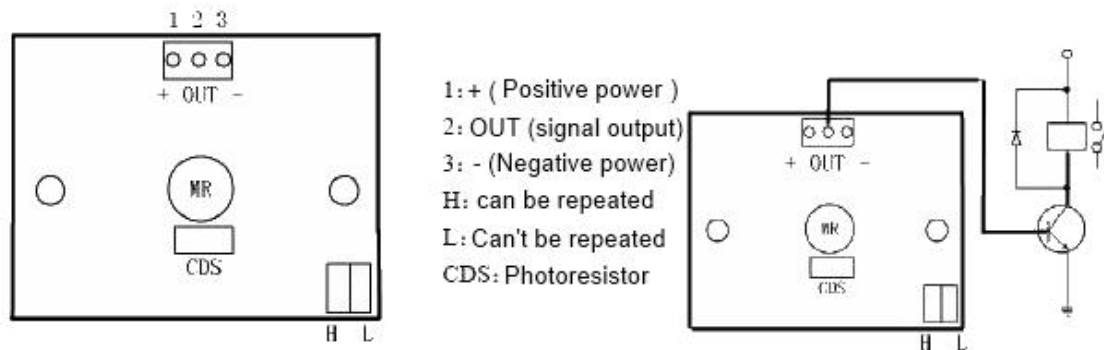 1 2 3
+ OUT -
MR
CDS
H L
1: + ( Positive power )
2: OUT (signal output)
3: - (Negative power)
H: can be repeated
L: Can't be repeated
CDS: Photoresistor
+ OUT -
MR
CDS
H L